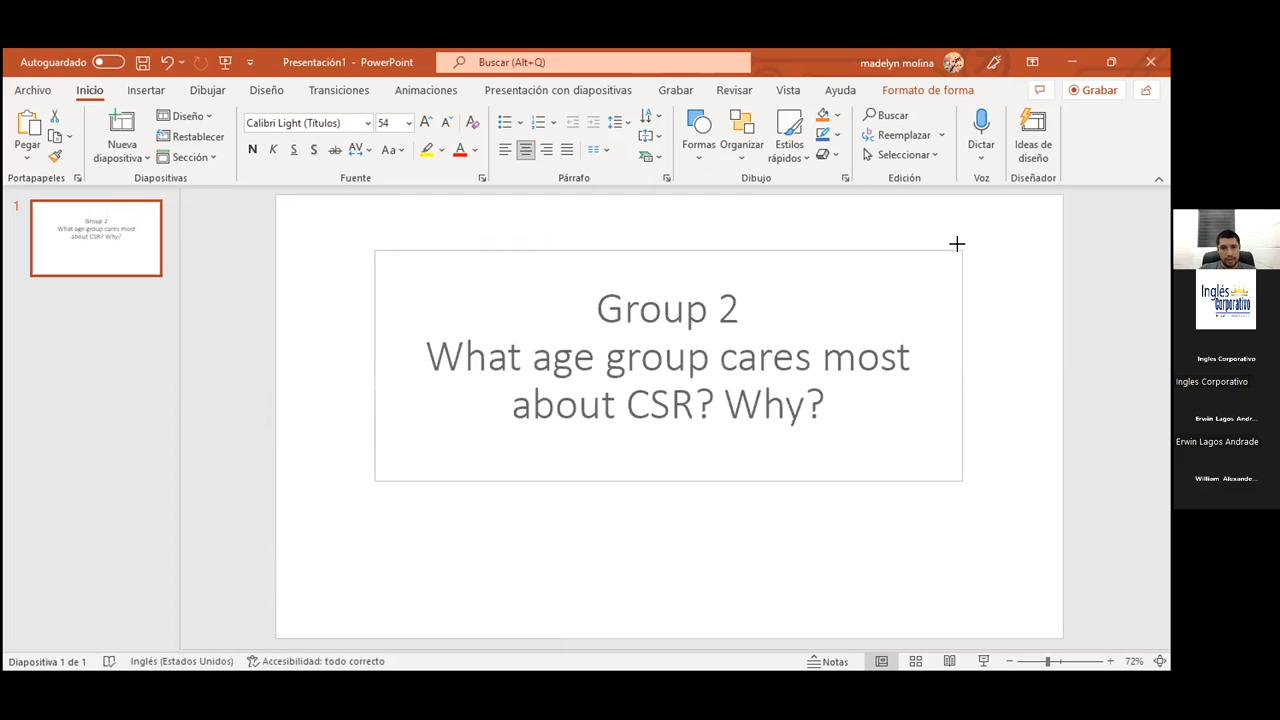 Autoguardado
Presentación1 - PowerPoint
Buscar (Alt+Q)
madelyn molina
Archivo Inicio Insertar Dibujar Diseño Transiciones Animaciones Presentación con diapositivas Grabar Revisar Vista Ayuda Formato de forma
Grabar
Pegar
Portapapeles
Nueva
diapositiva
Diseño
Restablecer
Sección
Diapositivas
Calibri Light (Títulos) 54
N K S S ab AV Aa A
Fuente
Párrafo
Formas
Organizar
Estilos
rápidos
Dibujo
Buscar
Reemplazar
Seleccionar
Edición
Dictar
Voz
Ideas de
diseño
Diseñador
1
Group 2
What age group cares most
about CSR? Why?
Group 2
What age group cares most
about CSR? Why?
Inglés
Corporativo
Ingles Corporativo
Ingles Corporativo
Erwin Lagos Andr...
Erwin Lagos Andrade
William Alexande...
Diapositiva 1 de 1
Inglés (Estados Unidos)
Accesibilidad: todo correcto
Notas
72%